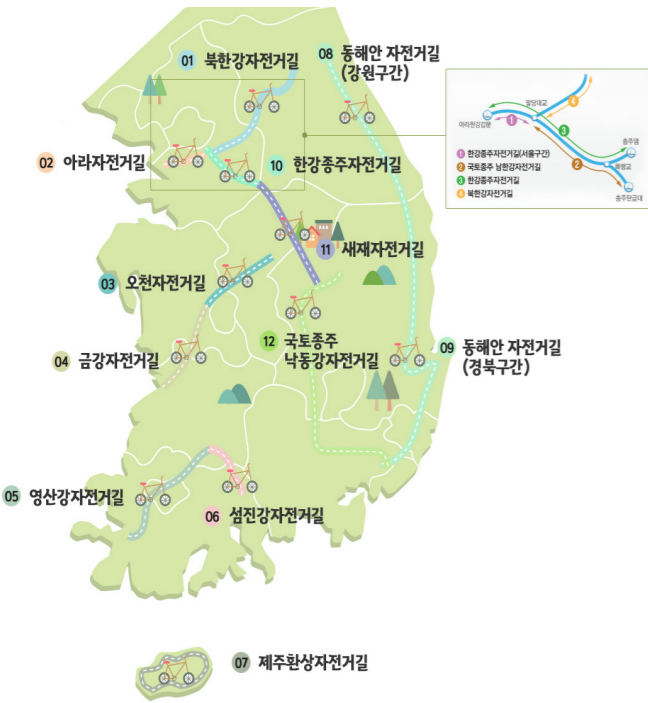 01 북한강자전거길
08 동해안 자전거길
(강원구간)
02 아라자전거길
10 한강종주자전거길
11 새재자전거길
03 오천자전거길
12 국토종주
낙동강자전거길
04 금강자전거길
09 동해안 자전거길
(경북구간)
05 영산강자전거길
06 섬진강자전거길
07 제주환상자전거길
팔당대교
4
아라한강갑문
1
3
충주댐
2
충주탄금대
1 한강종주자전거길(서울구간)
2 국토종주 남한강자전거길
3 한강종주자전거길
4 북한강자전거길